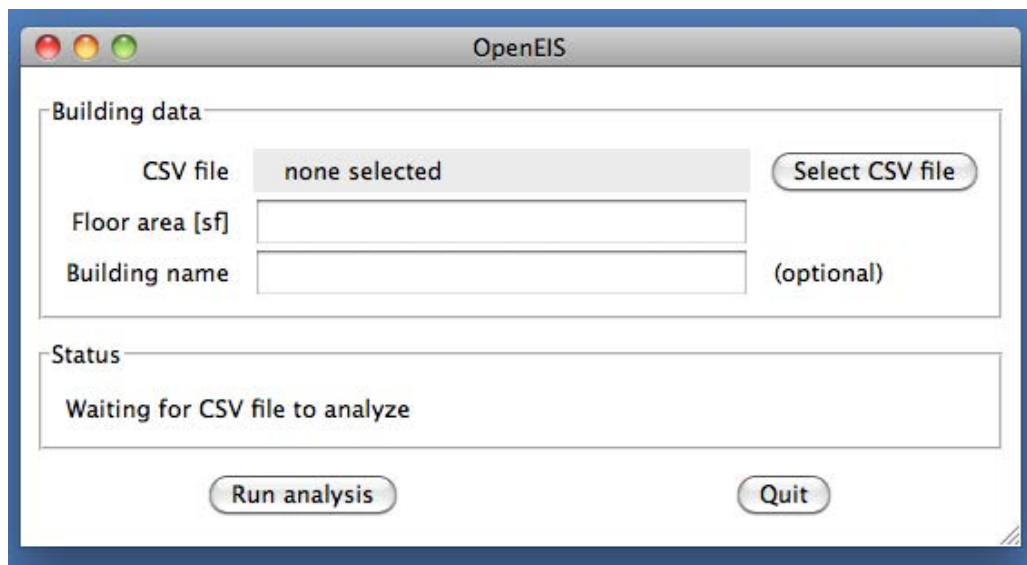 OpenEIS
Building data
CSV file none selected Select CSV file
Floor area [sf]
Building name (optional)
Status
Waiting for CSV file to analyze
Run analysis Quit